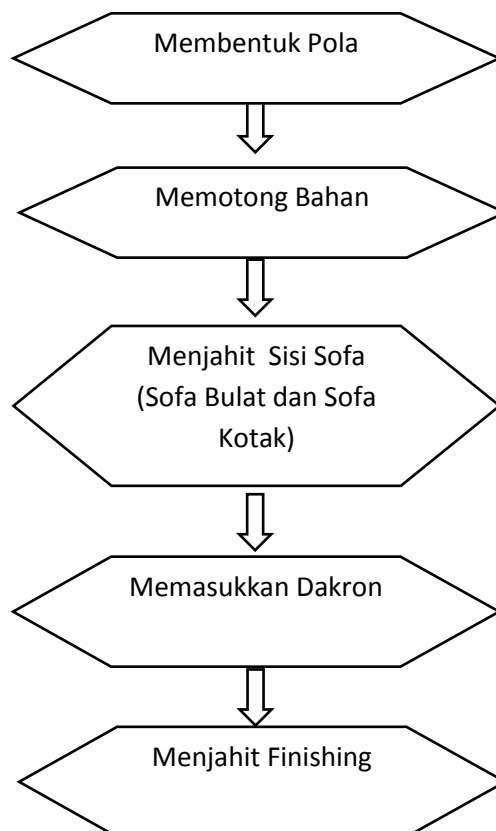 Membentuk Pola
Memotong Bahan
Menjahit Sisi Sofa
(Sofa Bulat dan Sofa
Kotak)
Memasukkan Dakron
Menjahit Finishing